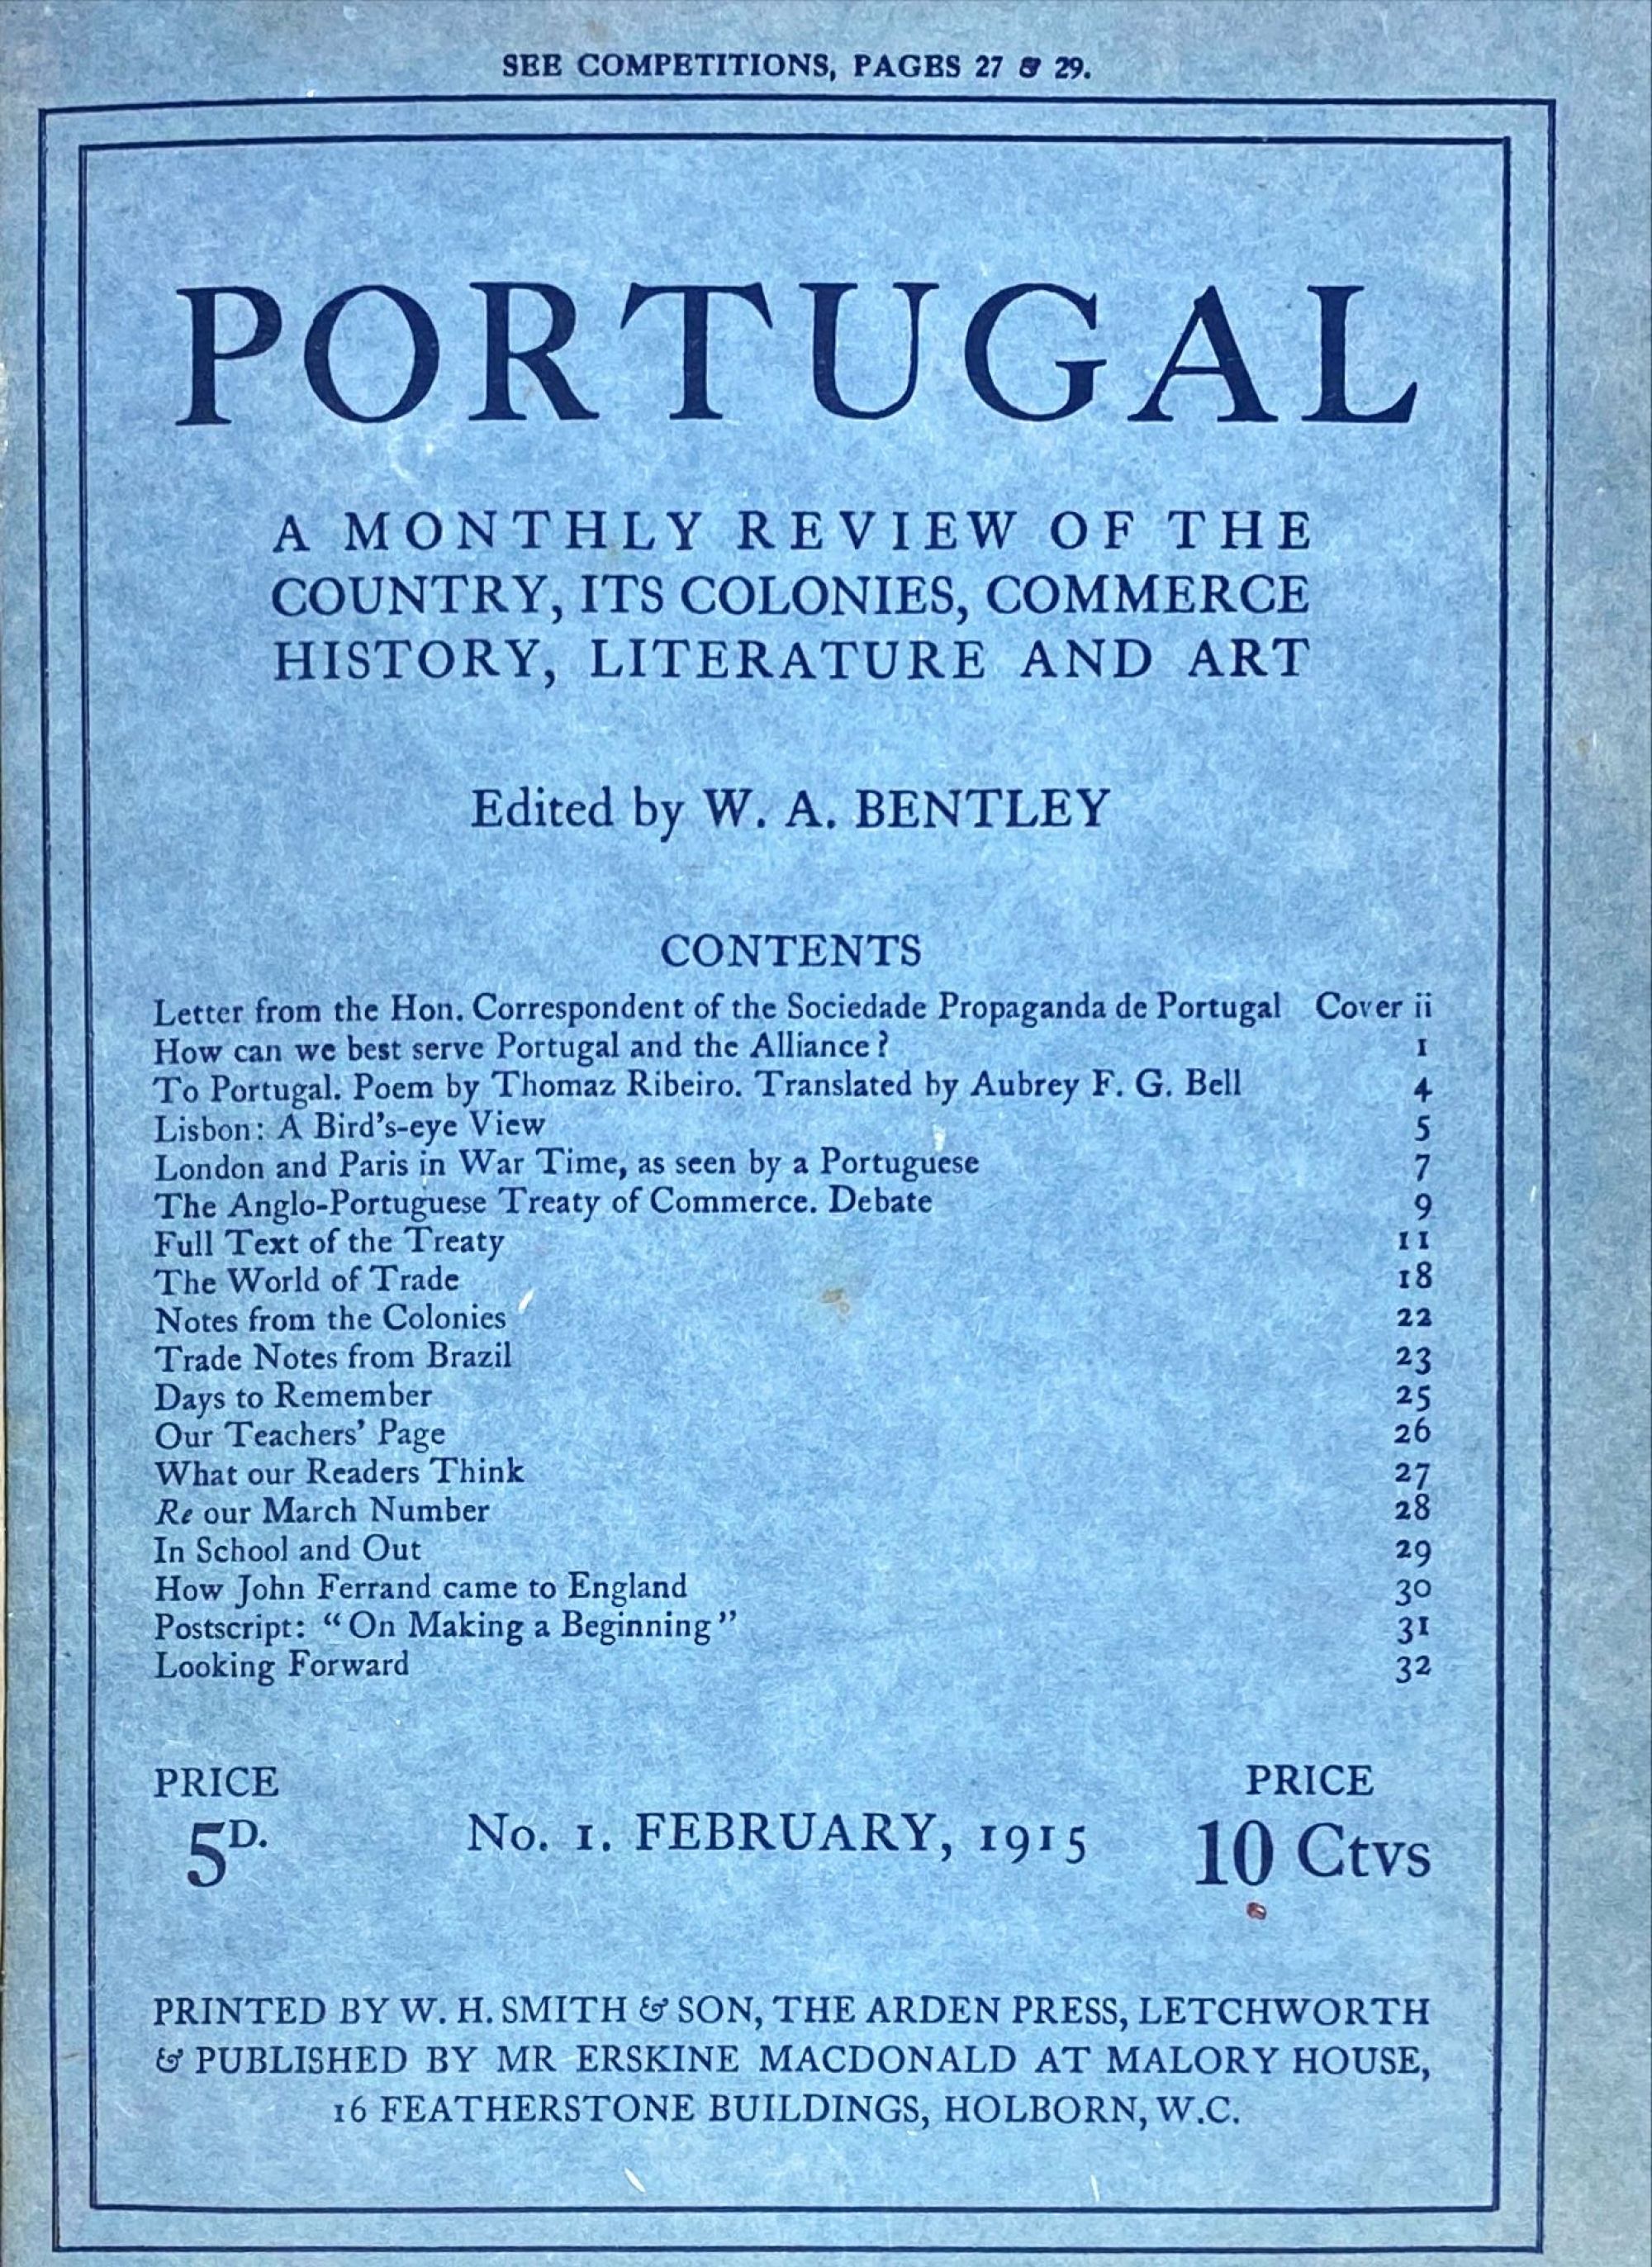 SEE COMPETITIONS, PAGES 27 & 29.
PORTUGAL
A MONTHLY REVIEW OF THE
COUNTRY, ITS COLONIES, COMMERCE
HISTORY, LITERATURE AND ART
Edited by W. A. BENTLEY
CONTENTS
Letter from the Hon. Correspondent of the Sociedade Propaganda de Portugal Cover ii
How can we best serve Portugal and the Alliance? 1
To Portugal. Poem by Thomaz Ribeiro. Translated by Aubrey F. G. Bell 4
Lisbon: A Bird's-eye View 5
London and Paris in War Time, as seen by a Portuguese 7
The Anglo-Portuguese Treaty of Commerce. Debate 9
Full Text of the Treaty 11
The World of Trade 18
Notes from the Colonies 22
Trade Notes from Brazil 23
Days to Remember 25
Our Teachers' Page 26
What our Readers Think 27
Re our March Number 28
In School and Out 29
How John Ferrand came to England 30
Postscript: "On Making a Beginning" 31
Looking Forward 32
PRICE
5D.
No. 1. FEBRUARY, 1915
PRICE
10 Ctvs
PRINTED BY W. H. SMITH & SON, THE ARDEN PRESS, LETCHWORTH
& PUBLISHED BY MR ERSKINE MACDONALD AT MALORY HOUSE,
16 FEATHERSTONE BUILDINGS, HOLBORN, W.C.